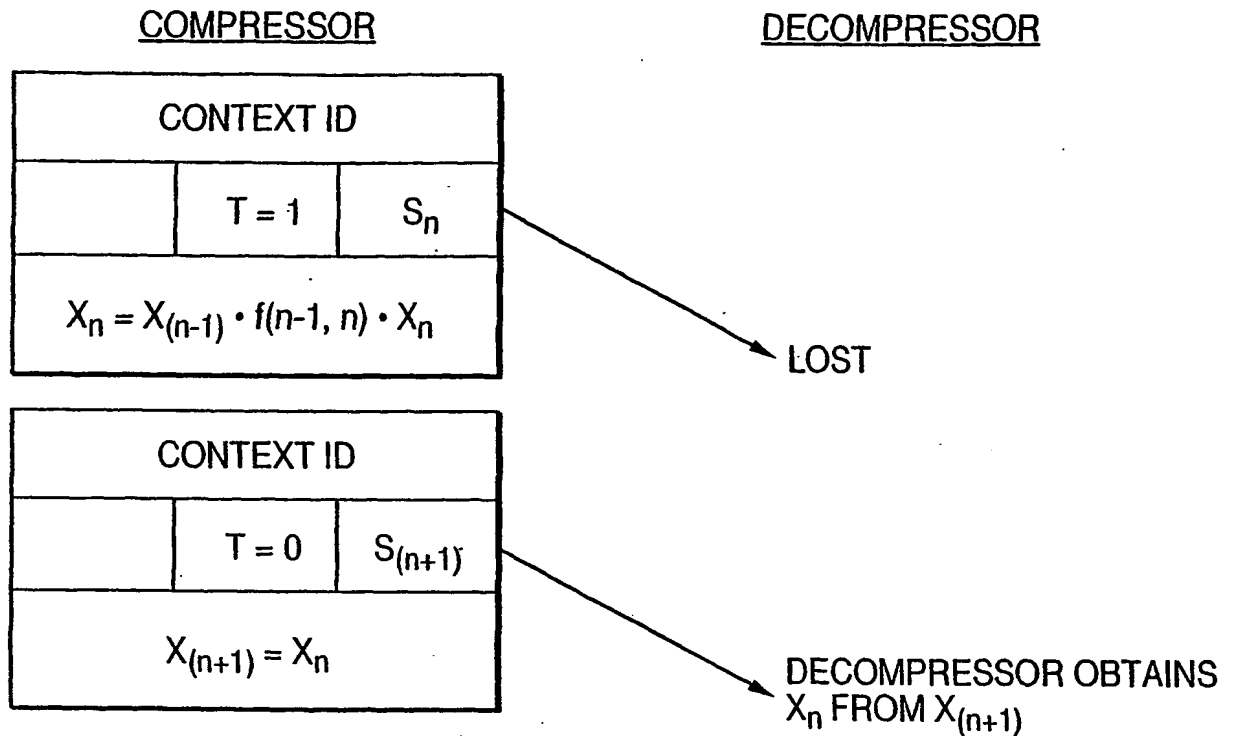 COMPRESSOR
DECOMPRESSOR
CONTEXT ID
T = 1
Sn
Xn = X(n-1) • f(n-1, n) • Xn
LOST
CONTEXT ID
T = 0
S(n+1)
X(n+1) = Xn
DECOMPRESSOR OBTAINS
Xn FROM X(n+1)